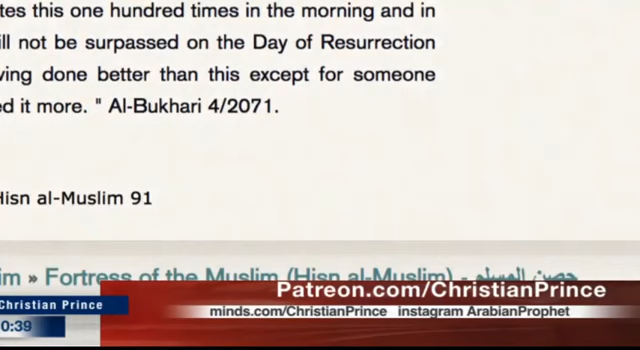 tes this one hundred times in the morning and in
ill not be surpassed on the Day of Resurrection
ving done better than this except for someone
ed it more. " Al-Bukhari 4/2071.
Hisn al-Muslim 91
im » Fortress of the Muslim (Hisn al-Muslim) - حصن المسلم
Patreon.com/ChristianPrince
Christian Prince
minds.com/ChristianPrince instagram ArabianProphet
0:39